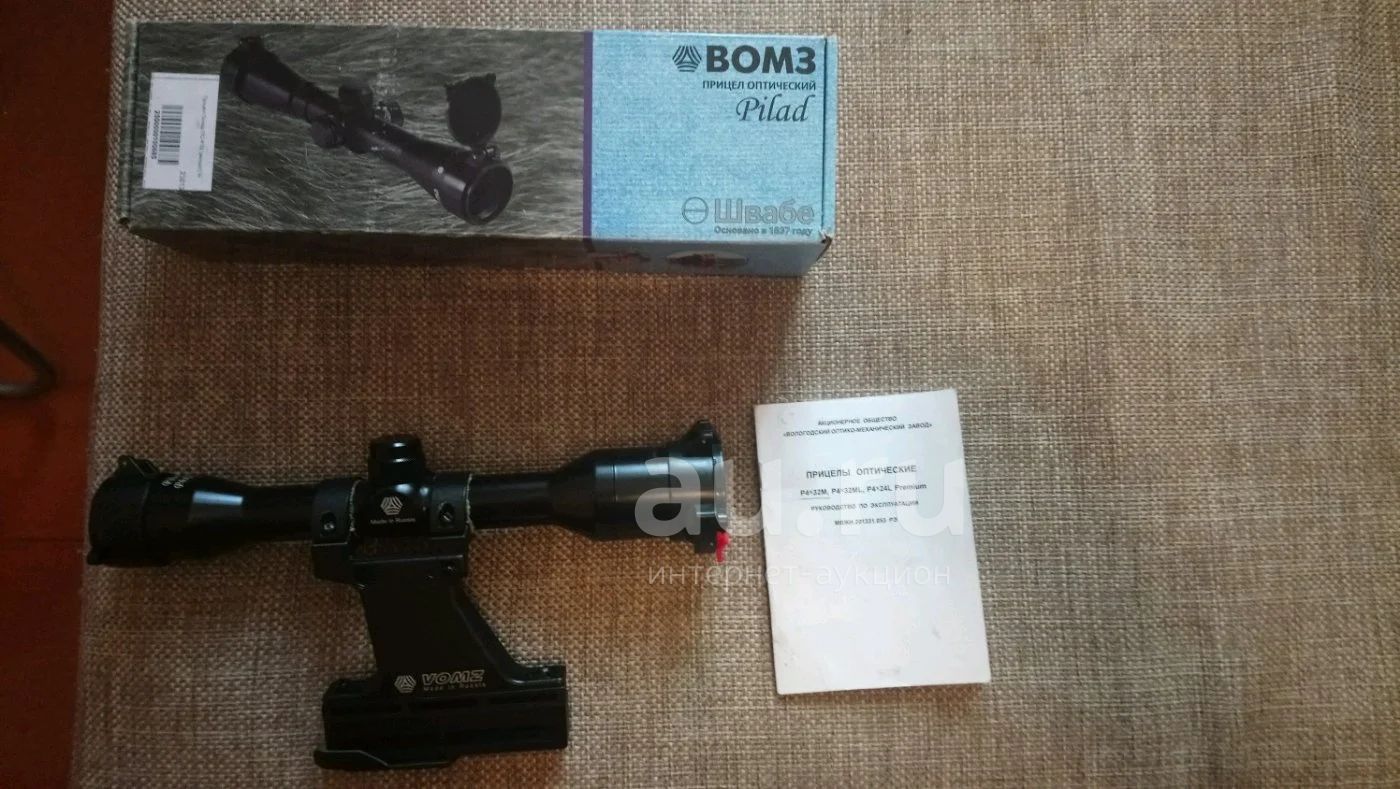 ВОМЗ
ПРИЦЕЛ ОПТИЧЕСКИЙ
Pilad
Швабе
Основано в 1837 году
Made in Russia
VOMZ
Made in Russia
АКЦИОНЕРНОЕ ОБЩЕСТВО
«ВОЛОГОДСКИЙ ОПТИКО-МЕХАНИЧЕСКИЙ ЗАВОД»
ПРИЦЕЛЫ ОПТИЧЕСКИЕ
P4×32M, P4×32ML, P4×24L Premium
РУКОВОДСТВО ПО ЭКСПЛУАТАЦИИ
РЭ
au.ru
интернет-аукцион